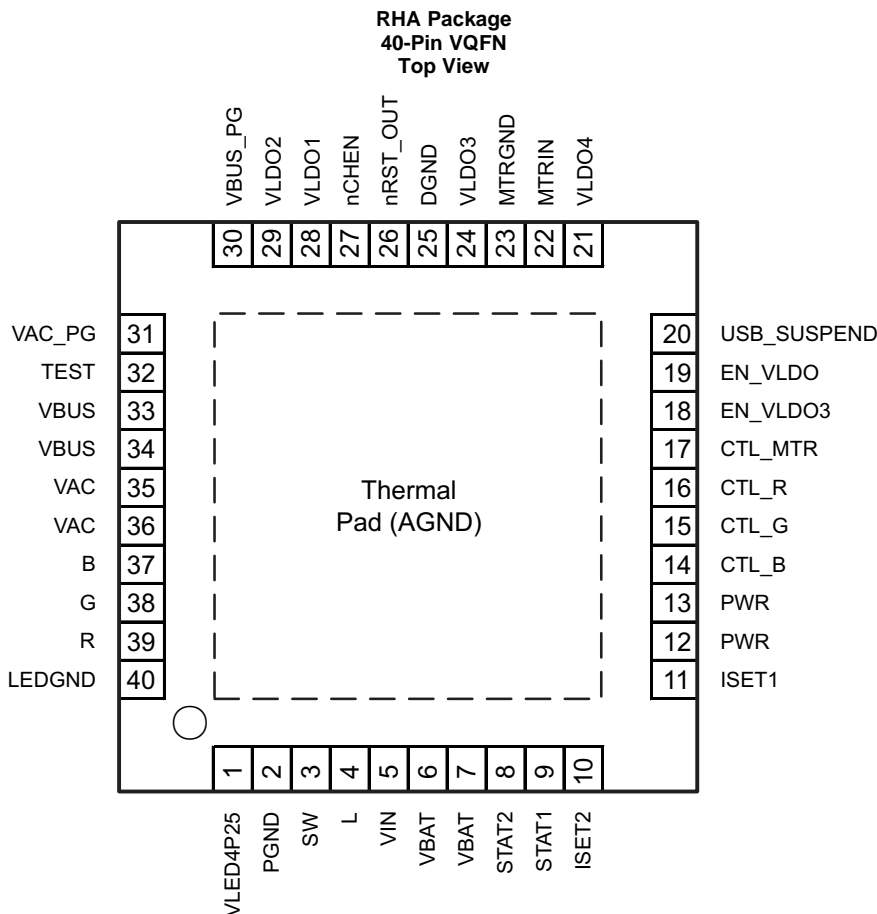 RHA Package
40-Pin VQFN
Top View
VBUS_PG
VLDO2
VLDO1
nCHEN
nRST_OUT
DGND
VLDO3
MTRGND
MTRIN
VLDO4
30 29 28 27 26 25 24 23 22 21
VAC_PG 31
TEST 32
VBUS 33
VBUS 34
VAC 35
VAC 36
B 37
G 38
R 39
LEDGND 40
Thermal
Pad (AGND)
20 USB_SUSPEND
19 EN_VLDO
18 EN_VLDO3
17 CTL_MTR
16 CTL_R
15 CTL_G
14 CTL_B
13 PWR
12 PWR
11 ISET1
1 2 3 4 5 6 7 8 9 10
VLED4P25
PGND
SW
L
VIN
VBAT
VBAT
STAT2
STAT1
ISET2